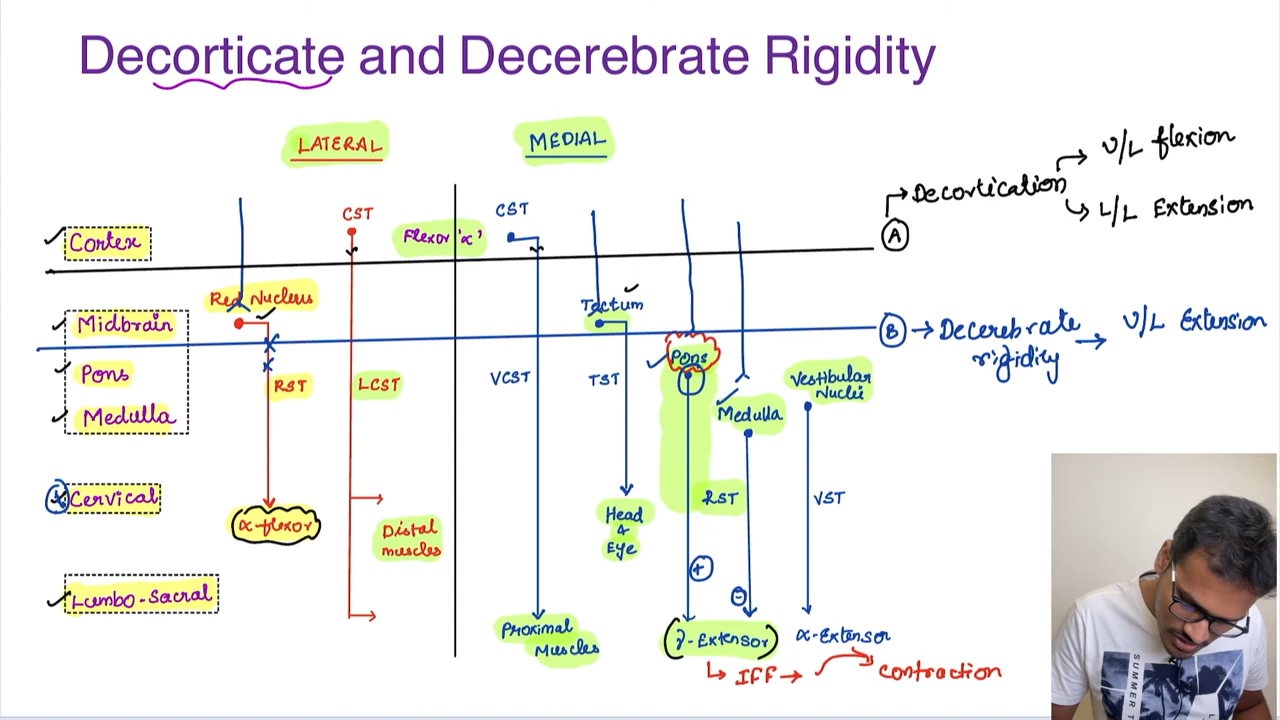 Decorticate and Decerebrate Rigidity
LATERAL
MEDIAL
A
→Decortication
→ U/L flexion
↳ L/L Extension
Cortex
CST
Flexor 'α'
CST
Red Nucleus
Tectum
Midbrain
B → Decerebrate rigidity → U/L Extension
Pons
Medulla
RST
LCST
VCST
TST
Pons
Medulla
Vestibular
Nuclei
Cervical
α-flexor
Distal
muscles
Head
&
Eye
RST
VST
+
⊖
Lumbo-Sacral
Proximal
Muscles
(γ-Extensor)
α-Extensor
↳ IFF → contraction
SUMMER T